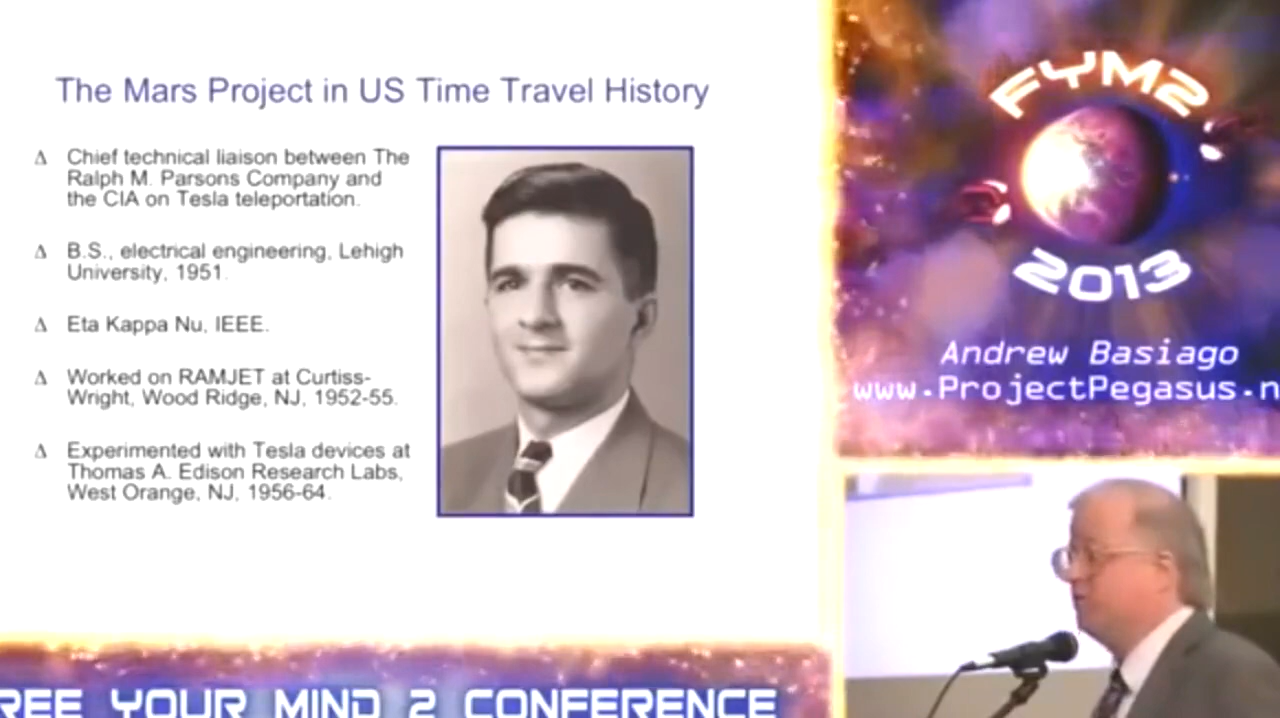 The Mars Project in US Time Travel History
Δ Chief technical liaison between The
Ralph M. Parsons Company and
the CIA on Tesla teleportation.
Δ B.S., electrical engineering, Lehigh
University, 1951.
Δ Eta Kappa Nu, IEEE.
Δ Worked on RAMJET at Curtiss-
Wright, Wood Ridge, NJ, 1952-55.
Δ Experimented with Tesla devices at
Thomas A. Edison Research Labs,
West Orange, NJ, 1956-64.
FYM2
2013
Andrew Basiago
www.ProjectPegasus.n
REE YOUR MIND 2 CONFERENCE